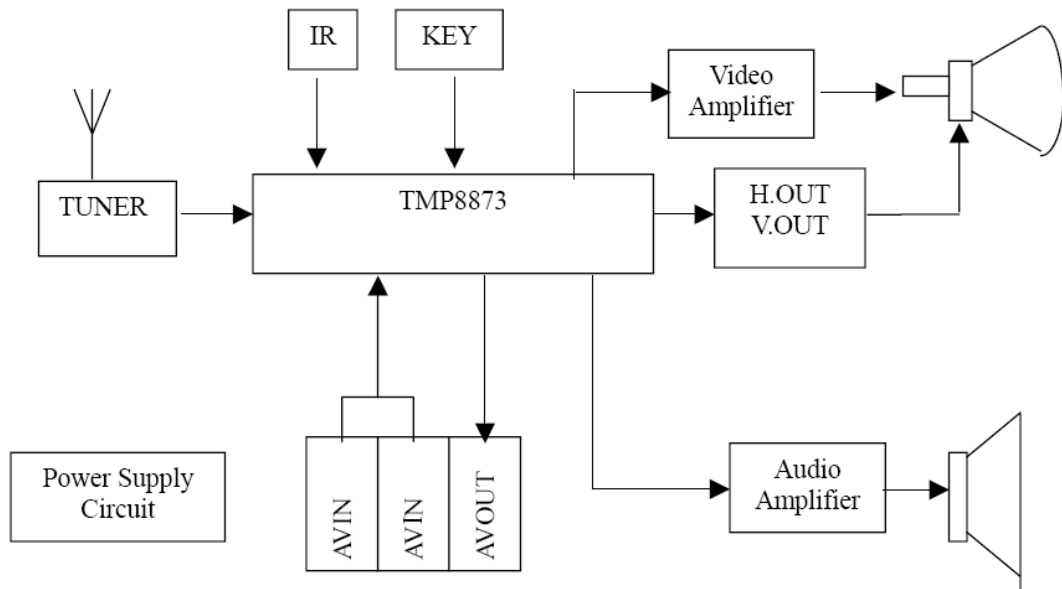 IR
KEY
Video
Amplifier
TUNER
TMP8873
H.OUT
V.OUT
Power Supply
Circuit
AVIN
AVIN
AVOUT
Audio
Amplifier